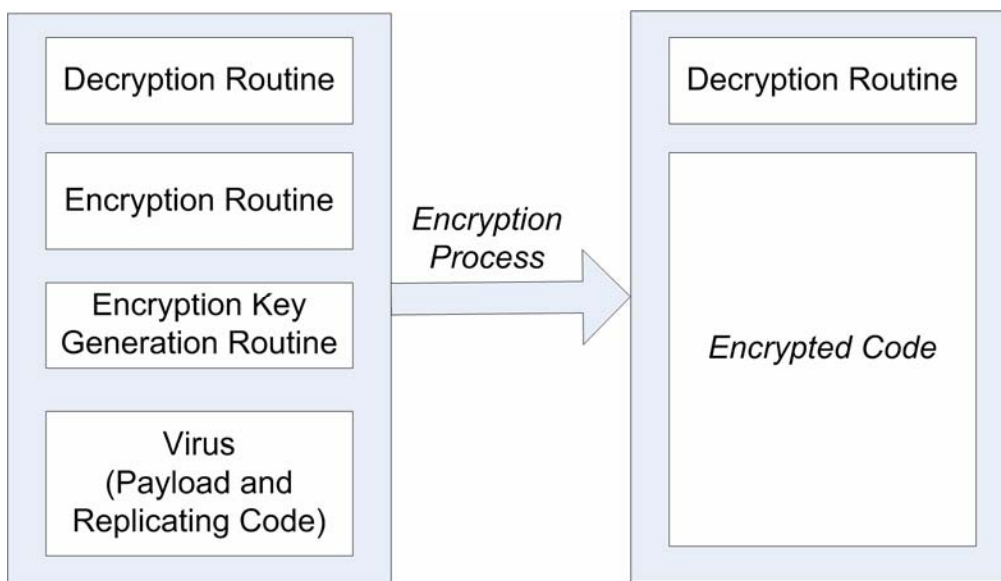 Decryption Routine
Encryption Routine
Encryption Key
Generation Routine
Virus
(Payload and
Replicating Code)
Encryption
Process
Decryption Routine
Encrypted Code